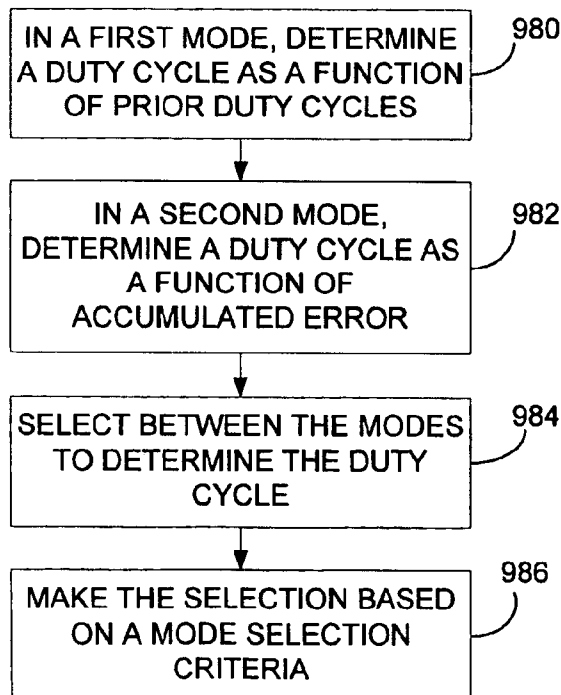 IN A FIRST MODE, DETERMINE
A DUTY CYCLE AS A FUNCTION
OF PRIOR DUTY CYCLES
980
IN A SECOND MODE,
DETERMINE A DUTY CYCLE AS
A FUNCTION OF
ACCUMULATED ERROR
982
SELECT BETWEEN THE MODES
TO DETERMINE THE DUTY
CYCLE
984
MAKE THE SELECTION BASED
ON A MODE SELECTION
CRITERIA
986